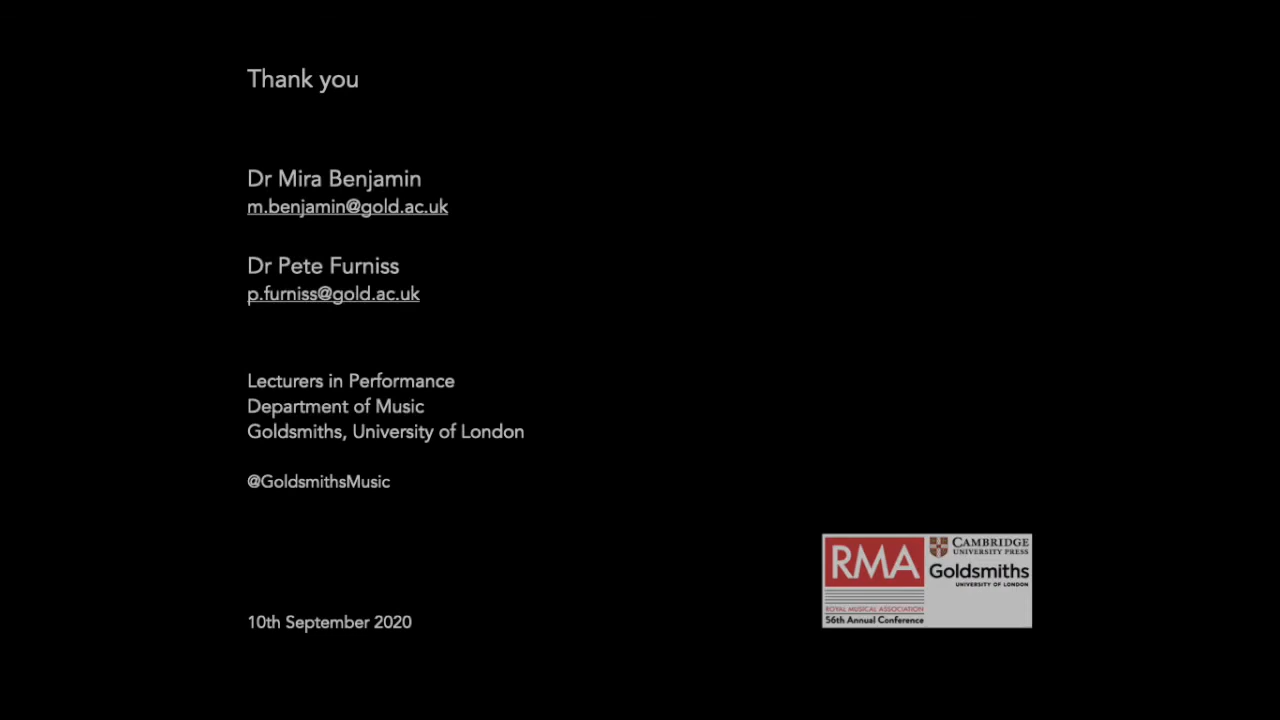 Thank you
Dr Mira Benjamin
m.benjamin@gold.ac.uk
Dr Pete Furniss
p.furniss@gold.ac.uk
Lecturers in Performance
Department of Music
Goldsmiths, University of London
@GoldsmithsMusic
RMA
ROYAL MUSICAL ASSOCIATION
56th Annual Conference
CAMBRIDGE
UNIVERSITY PRESS
Goldsmiths
UNIVERSITY OF LONDON
10th September 2020